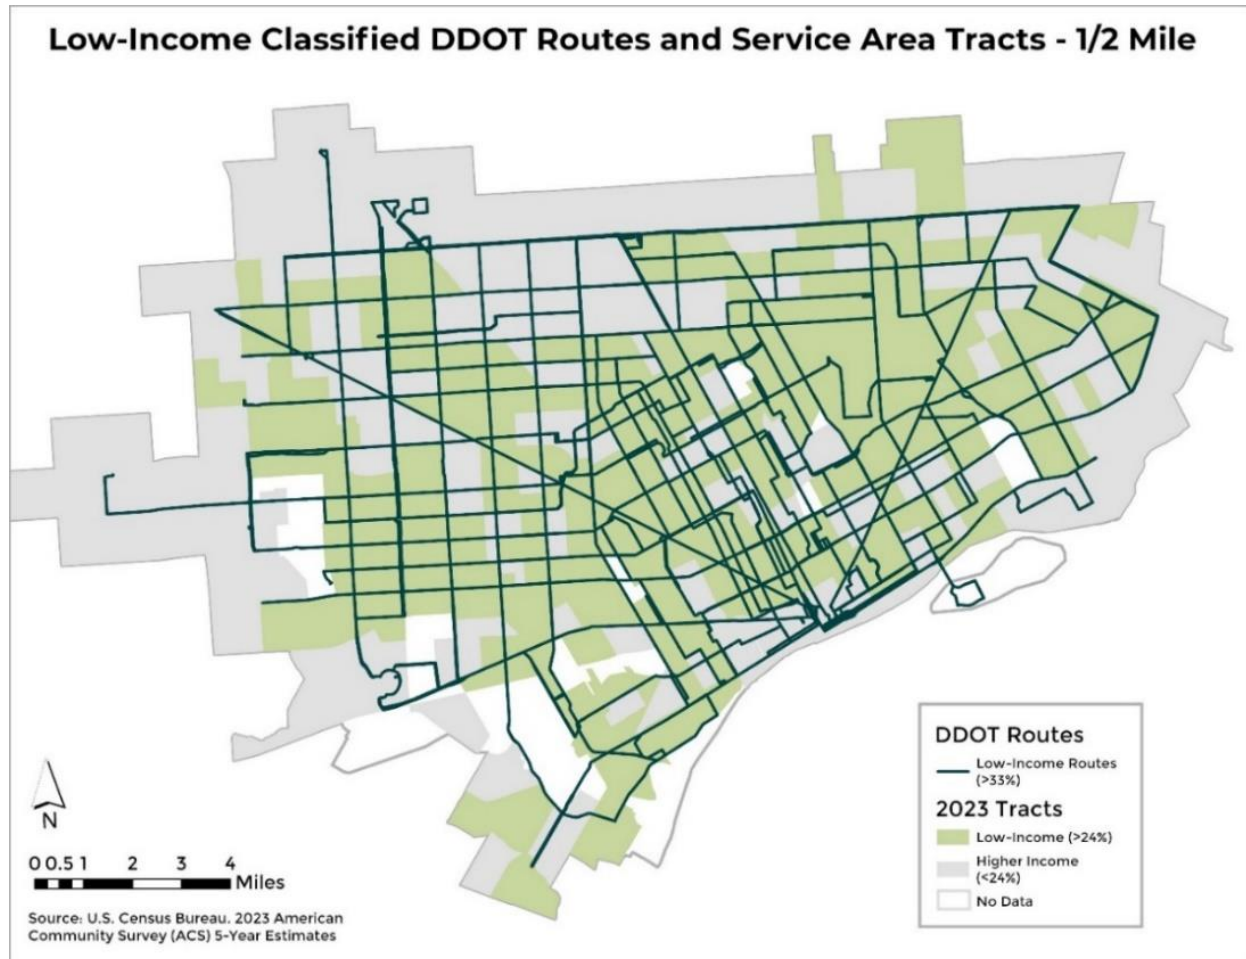 Low-Income Classified DDOT Routes and Service Area Tracts - 1/2 Mile
DDOT Routes
Low-Income Routes
(>33%)
2023 Tracts
Low-Income (>24%)
Higher Income
(<24%)
No Data
N
0 0.5 1 2 3 4
Miles
Source: U.S. Census Bureau. 2023 American
Community Survey (ACS) 5-Year Estimates